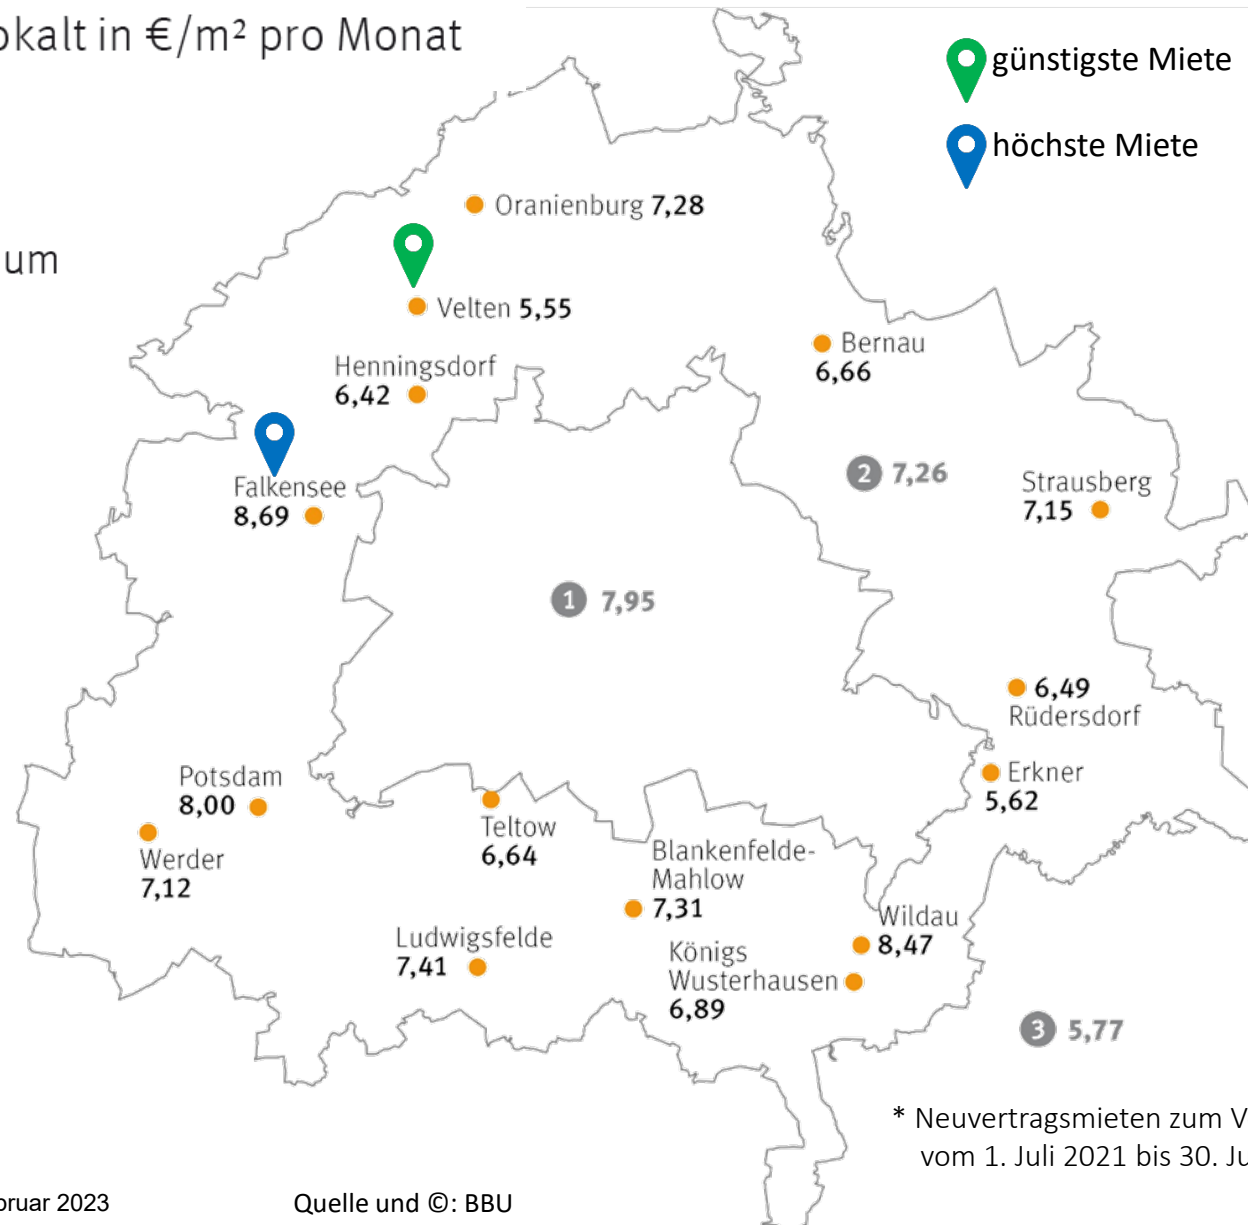 okalt in €/m² pro Monat
günstigste Miete
höchste Miete
Oranienburg 7,28
um
Velten 5,55
Bernau
6,66
Henningsdorf
6,42
Falkensee
8,69
2 7,26
Strausberg
7,15
1 7,95
6,49
Rüdersdorf
Erkner
5,62
Potsdam
8,00
Werder
7,12
Teltow
6,64
Blankenfelde-
Mahlow
7,31
Wildau
8,47
Ludwigsfelde
7,41
Königs
Wusterhausen
6,89
3 5,77
* Neuvertragsmieten zum V
vom 1. Juli 2021 bis 30. Ju
bruar 2023
Quelle und ©: BBU